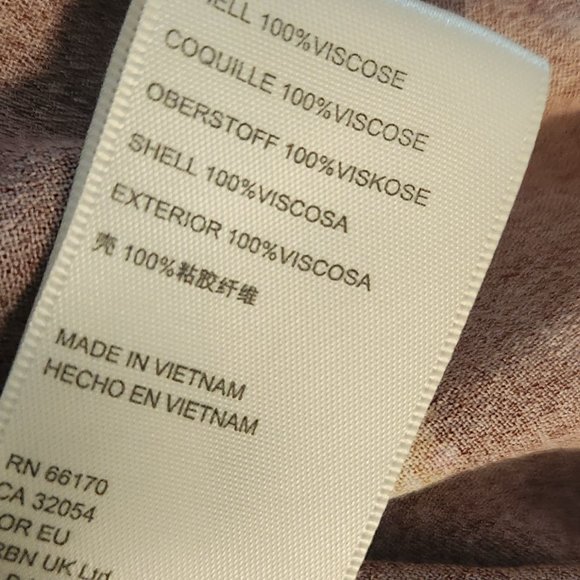 SHELL 100%VISCOSE
COQUILLE 100%VISCOSE
OBERSTOFF 100%VISKOSE
SHELL 100%VISCOSA
EXTERIOR 100%VISCOSA
壳 100%粘胶纤维
MADE IN VIETNAM
HECHO EN VIETNAM
RN 66170
CA 32054
OR EU
RBN UK Ltd